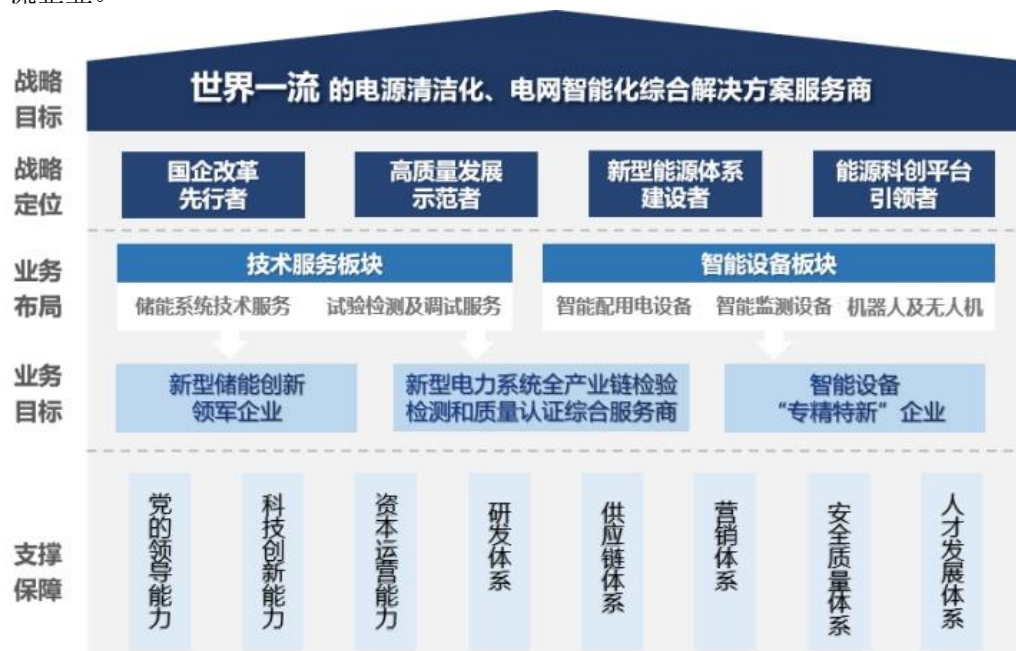 流企业。
战略
目标
世界一流 的电源清洁化、电网智能化综合解决方案服务商
战略
定位
国企改革
先行者
高质量发展
示范者
新型能源体系
建设者
能源科创平台
引领者
业务
布局
技术服务板块
智能设备板块
储能系统技术服务
试验检测及调试服务
智能配用电设备
智能监测设备
机器人及无人机
业务
目标
新型储能创新
领军企业
新型电力系统全产业链检验
检测和质量认证综合服务商
智能设备
“专精特新”企业
支撑
保障
党的领导能力
科技创新能力
资本运营能力
研发体系
供应链体系
营销体系
安全质量体系
人才发展体系